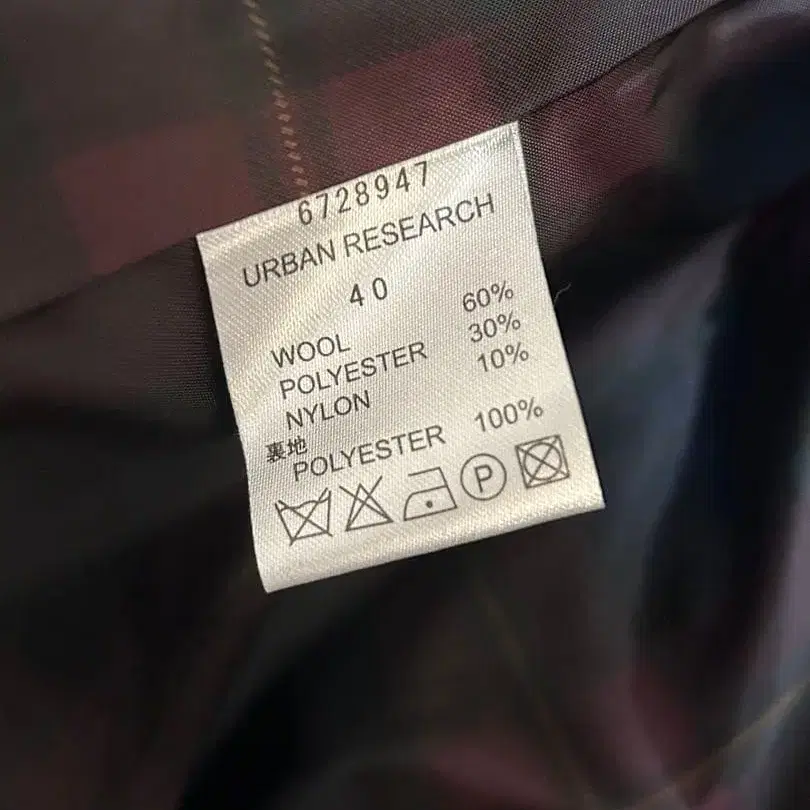 6728947
URBAN RESEARCH
40
WOOL 60%
POLYESTER 30%
NYLON 10%
裏地
POLYESTER 100%
P